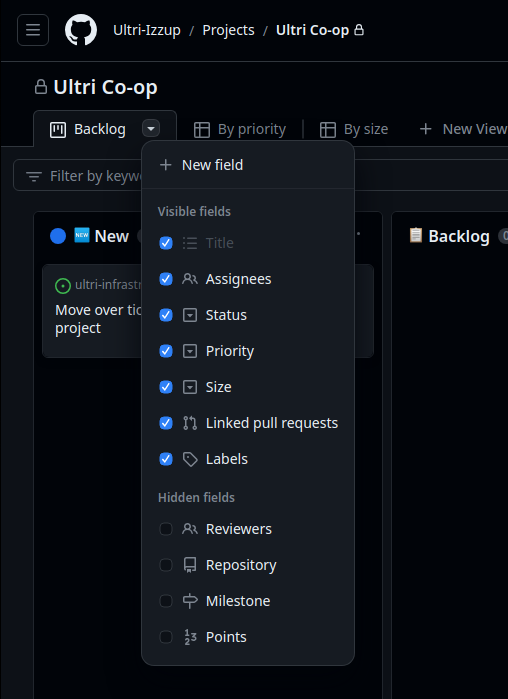 Ultri-Izzup / Projects / Ultri Co-op
Ultri Co-op
Backlog
By priority
By size
+ New View
Filter by keyw
+ New field
Visible fields
Title
Assignees
Status
Priority
Size
Linked pull requests
Labels
Hidden fields
Reviewers
Repository
Milestone
Points
NEW New
ultri-infrast
Move over tic
project
Backlog